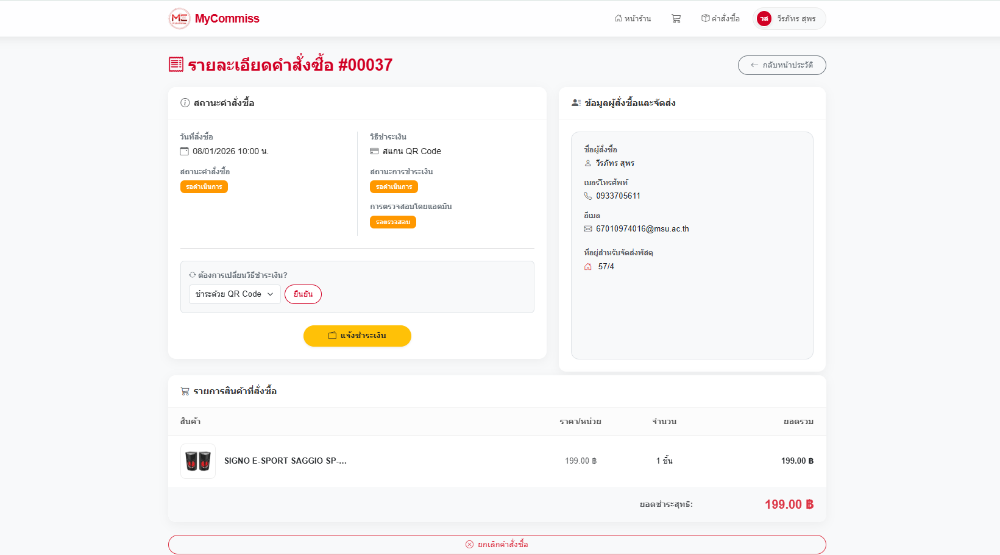 MyCommiss
หน้าร้าน
คำสั่งซื้อ
วส
วีรภัทร สุพร
รายละเอียดคำสั่งซื้อ #00037
กลับหน้าประวัติ
สถานะคำสั่งซื้อ
วันที่สั่งซื้อ
08/01/2026 10:00 น.
สถานะคำสั่งซื้อ
รอดำเนินการ
วิธีชำระเงิน
สแกน QR Code
สถานะการชำระเงิน
รอดำเนินการ
การตรวจสอบโดยแอดมิน
รอตรวจสอบ
ต้องการเปลี่ยนวิธีชำระเงิน?
ชำระด้วย QR Code
ยืนยัน
แจ้งชำระเงิน
ข้อมูลผู้สั่งซื้อและจัดส่ง
ชื่อผู้สั่งซื้อ
วีรภัทร สุพร
เบอร์โทรศัพท์
0933705611
อีเมล
67010974016@msu.ac.th
ที่อยู่สำหรับจัดส่งพัสดุ
57/4
รายการสินค้าที่สั่งซื้อ
สินค้า ราคา/หน่วย จำนวน ยอดรวม
SIGNO E-SPORT SAGGIO SP-... 199.00 ฿ 1 ชิ้น 199.00 ฿
ยอดชำระสุทธิ: 199.00 ฿
ยกเลิกคำสั่งซื้อ